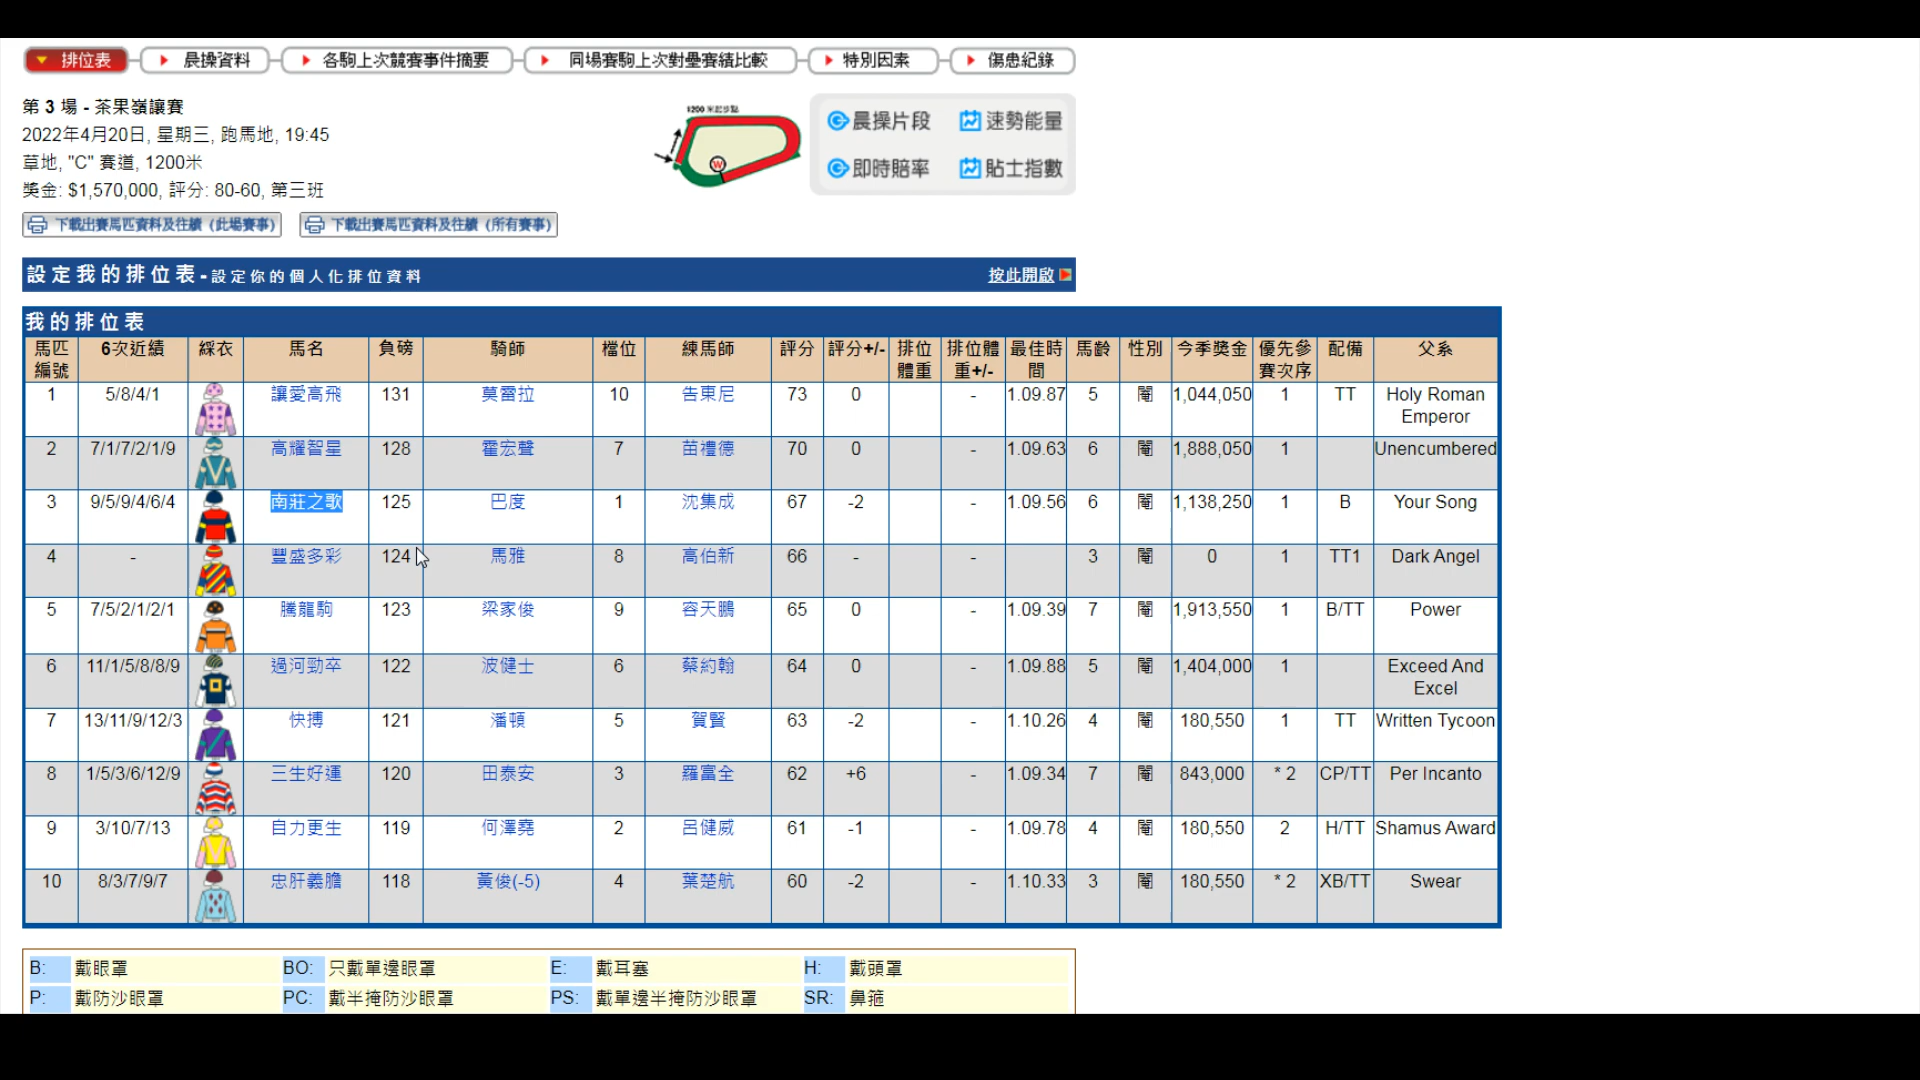 排位表 晨操資料 各駒上次競賽事件摘要 同場賽駒上次對壘賽績比較 特別因素 傷患紀錄
第 3 場 - 茶果嶺讓賽
2022年4月20日, 星期三, 跑馬地, 19:45
草地, "C" 賽道, 1200米
獎金: $1,570,000, 評分: 80-60, 第三班
1200 米起步點
W
晨操片段 速勢能量
即時賠率 貼士指數
下載出賽馬匹資料及往績 (此場賽事) 下載出賽馬匹資料及往績 (所有賽事)
設定我的排位表 - 設定你的個人化排位資料 按此開啟
我的排位表
馬匹編號 6次近績 綵衣 馬名 負磅 騎師 檔位 練馬師 評分 評分+/- 排位體重 排位體重+/- 最佳時間 馬齡 性別 今季獎金 優先參賽次序 配備 父系
1 5/8/4/1 讓愛高飛 131 莫雷拉 10 告東尼 73 0 - 1.09.87 5 閹 1,044,050 1 TT Holy Roman Emperor
2 7/1/7/2/1/9 高耀智星 128 霍宏聲 7 苗禮德 70 0 - 1.09.63 6 閹 1,888,050 1 Unencumbered
3 9/5/9/4/6/4 南莊之歌 125 巴度 1 沈集成 67 -2 - 1.09.56 6 閹 1,138,250 1 B Your Song
4 - 豐盛多彩 124 馬雅 8 高伯新 66 - - 3 閹 0 1 TT1 Dark Angel
5 7/5/2/1/2/1 騰龍駒 123 梁家俊 9 容天鵬 65 0 - 1.09.39 7 閹 1,913,550 1 B/TT Power
6 11/1/5/8/8/9 過河勁卒 122 波健士 6 蔡約翰 64 0 - 1.09.88 5 閹 1,404,000 1 Exceed And Excel
7 13/11/9/12/3 快搏 121 潘頓 5 賀賢 63 -2 - 1.10.26 4 閹 180,550 1 TT Written Tycoon
8 1/5/3/6/12/9 三生好運 120 田泰安 3 羅富全 62 +6 - 1.09.34 7 閹 843,000 * 2 CP/TT Per Incanto
9 3/10/7/13 自力更生 119 何澤堯 2 呂健威 61 -1 - 1.09.78 4 閹 180,550 2 H/TT Shamus Award
10 8/3/7/9/7 忠肝義膽 118 黃俊(-5) 4 葉楚航 60 -2 - 1.10.33 3 閹 180,550 * 2 XB/TT Swear
B: 戴眼罩 BO: 只戴單邊眼罩 E: 戴耳塞 H: 戴頭罩
P: 戴防沙眼罩 PC: 戴半掩防沙眼罩 PS: 戴單邊半掩防沙眼罩 SR: 鼻箍